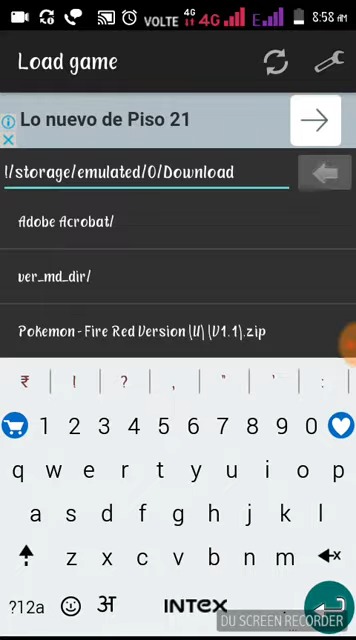 VOLTE 4G 4G E 8:58 AM
Load game
Lo nuevo de Piso 21
!/storage/emulated/0/Download
Adobe Acrobat/
ver_md_dir/
Pokemon - Fire Red Version \U\ \V1.1\.zip
₹ ! ? , " ' :
1 2 3 4 5 6 7 8 9 0
q w e r t y u i o p
a s d f g h j k l
z x c v b n m
?12a अ INTEX .
DU SCREEN RECORDER